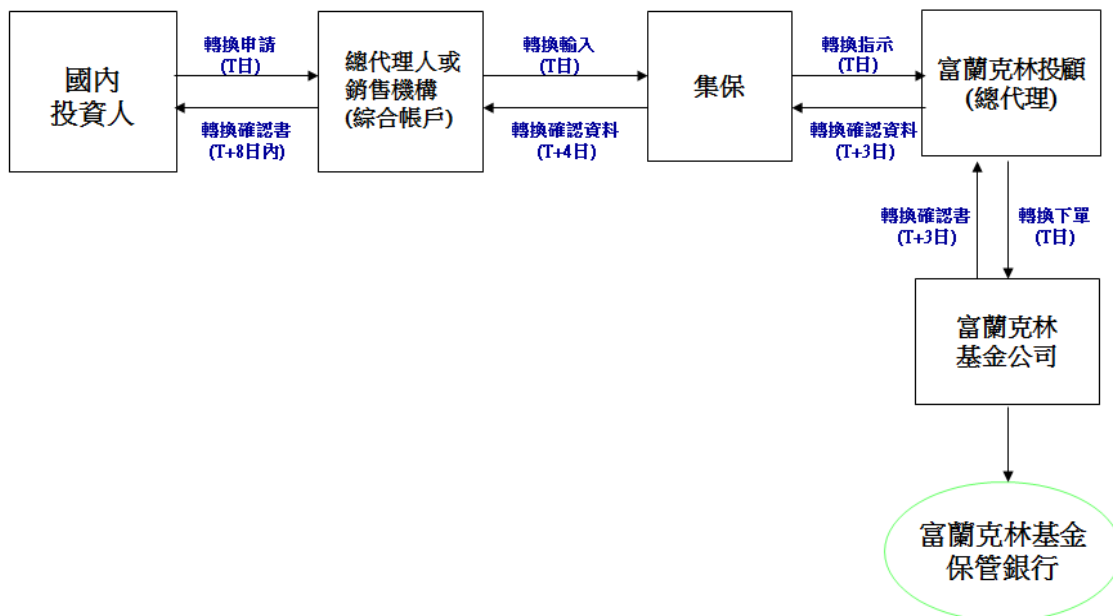 轉換申請
(T日)
轉換輸入
(T日)
轉換指示
(T日)
國內
投資人
總代理人或
銷售機構
(綜合帳戶)
集保
富蘭克林投顧
(總代理)
轉換確認書
(T+8日內)
轉換確認資料
(T+4日)
轉換確認資料
(T+3日)
轉換確認書
(T+3日)
轉換下單
(T日)
富蘭克林
基金公司
富蘭克林基金
保管銀行